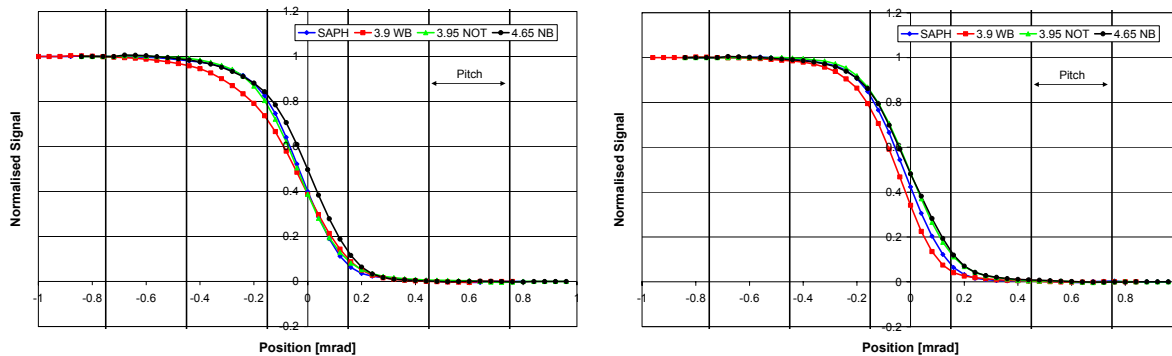 1.2
SAPH 3.9 WB 3.95 NOT 4.65 NB
1
Pitch
0.8
0.6
0.4
0.2
0
-0.2
-1 -0.8 -0.6 -0.4 -0.2 0 0.2 0.4 0.6 0.8 1
Normalised Signal
Position [mrad]
1.2
SAPH 3.9 WB 3.95 NOT 4.65 NB
1
Pitch
0.8
0.6
0.4
0.2
0
-0.2
-1 -0.8 -0.6 -0.4 -0.2 0 0.2 0.4 0.6 0.8
Normalised Signal
Position [mrad]